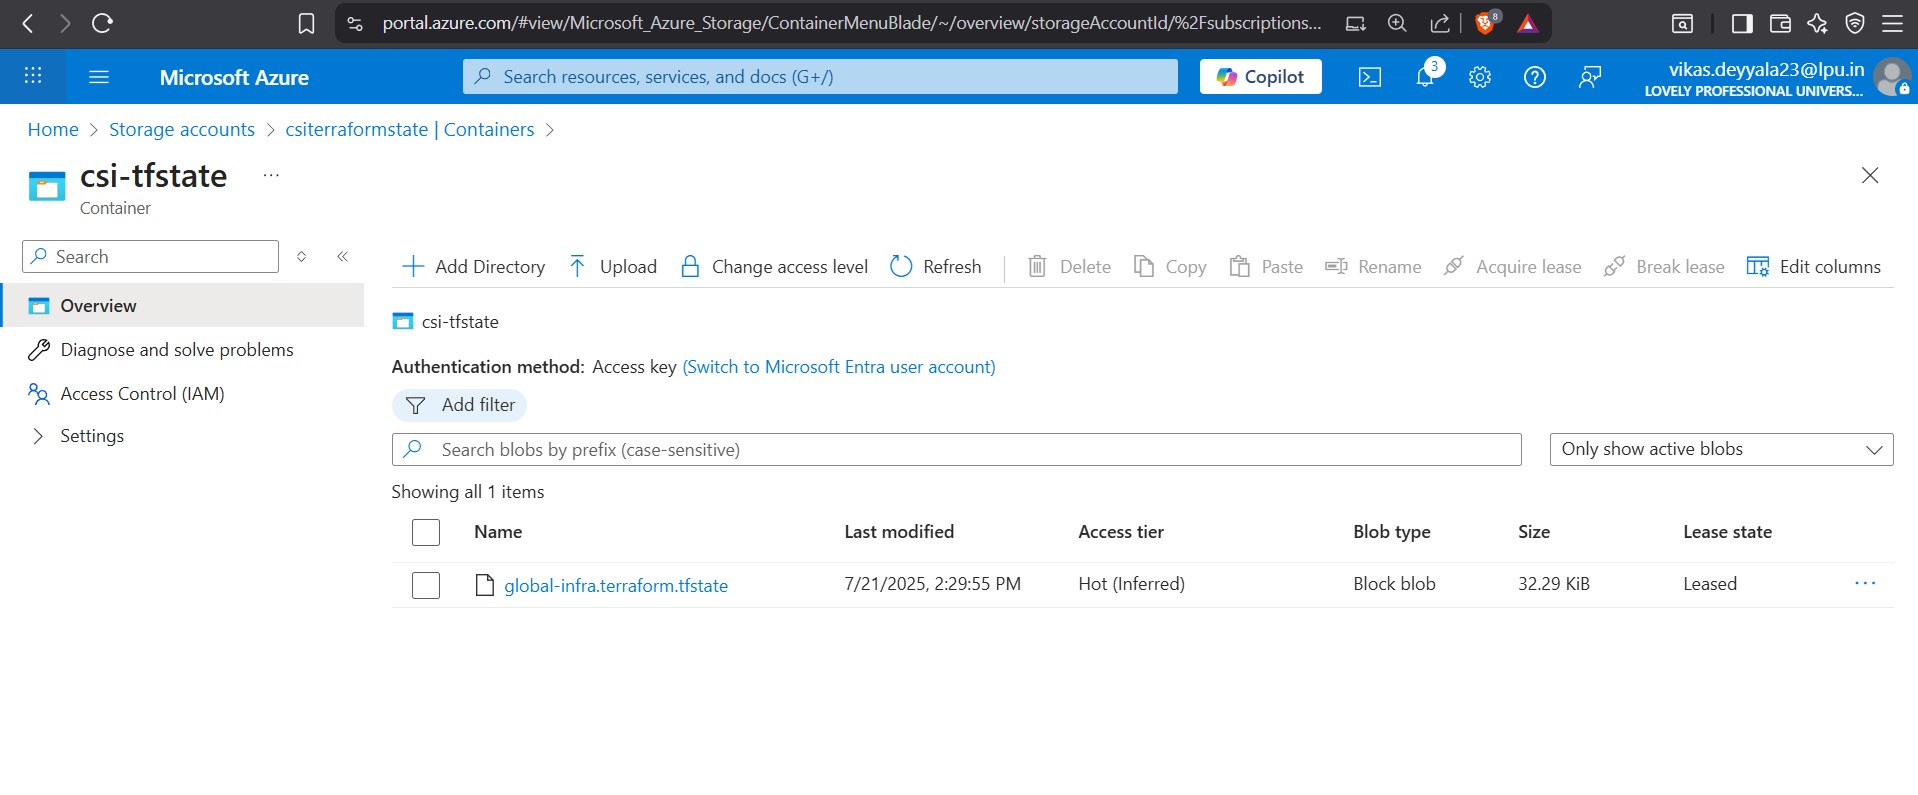 portal.azure.com/#view/Microsoft_Azure_Storage/ContainerMenuBlade/~/overview/storageAccountId/%2Fsubscriptions...
8
Microsoft Azure
Search resources, services, and docs (G+/)
Copilot
3
vikas.deyyala23@lpu.in
LOVELY PROFESSIONAL UNIVERS...
Home > Storage accounts > csiterraformstate | Containers >
csi-tfstate ...
Container
Search
Add Directory Upload Change access level Refresh Delete Copy Paste Rename Acquire lease Break lease Edit columns
Overview
Diagnose and solve problems
Access Control (IAM)
Settings
csi-tfstate
Authentication method: Access key (Switch to Microsoft Entra user account)
Add filter
Search blobs by prefix (case-sensitive)
Only show active blobs
Showing all 1 items
Name Last modified Access tier Blob type Size Lease state
global-infra.terraform.tfstate 7/21/2025, 2:29:55 PM Hot (Inferred) Block blob 32.29 KiB Leased ...